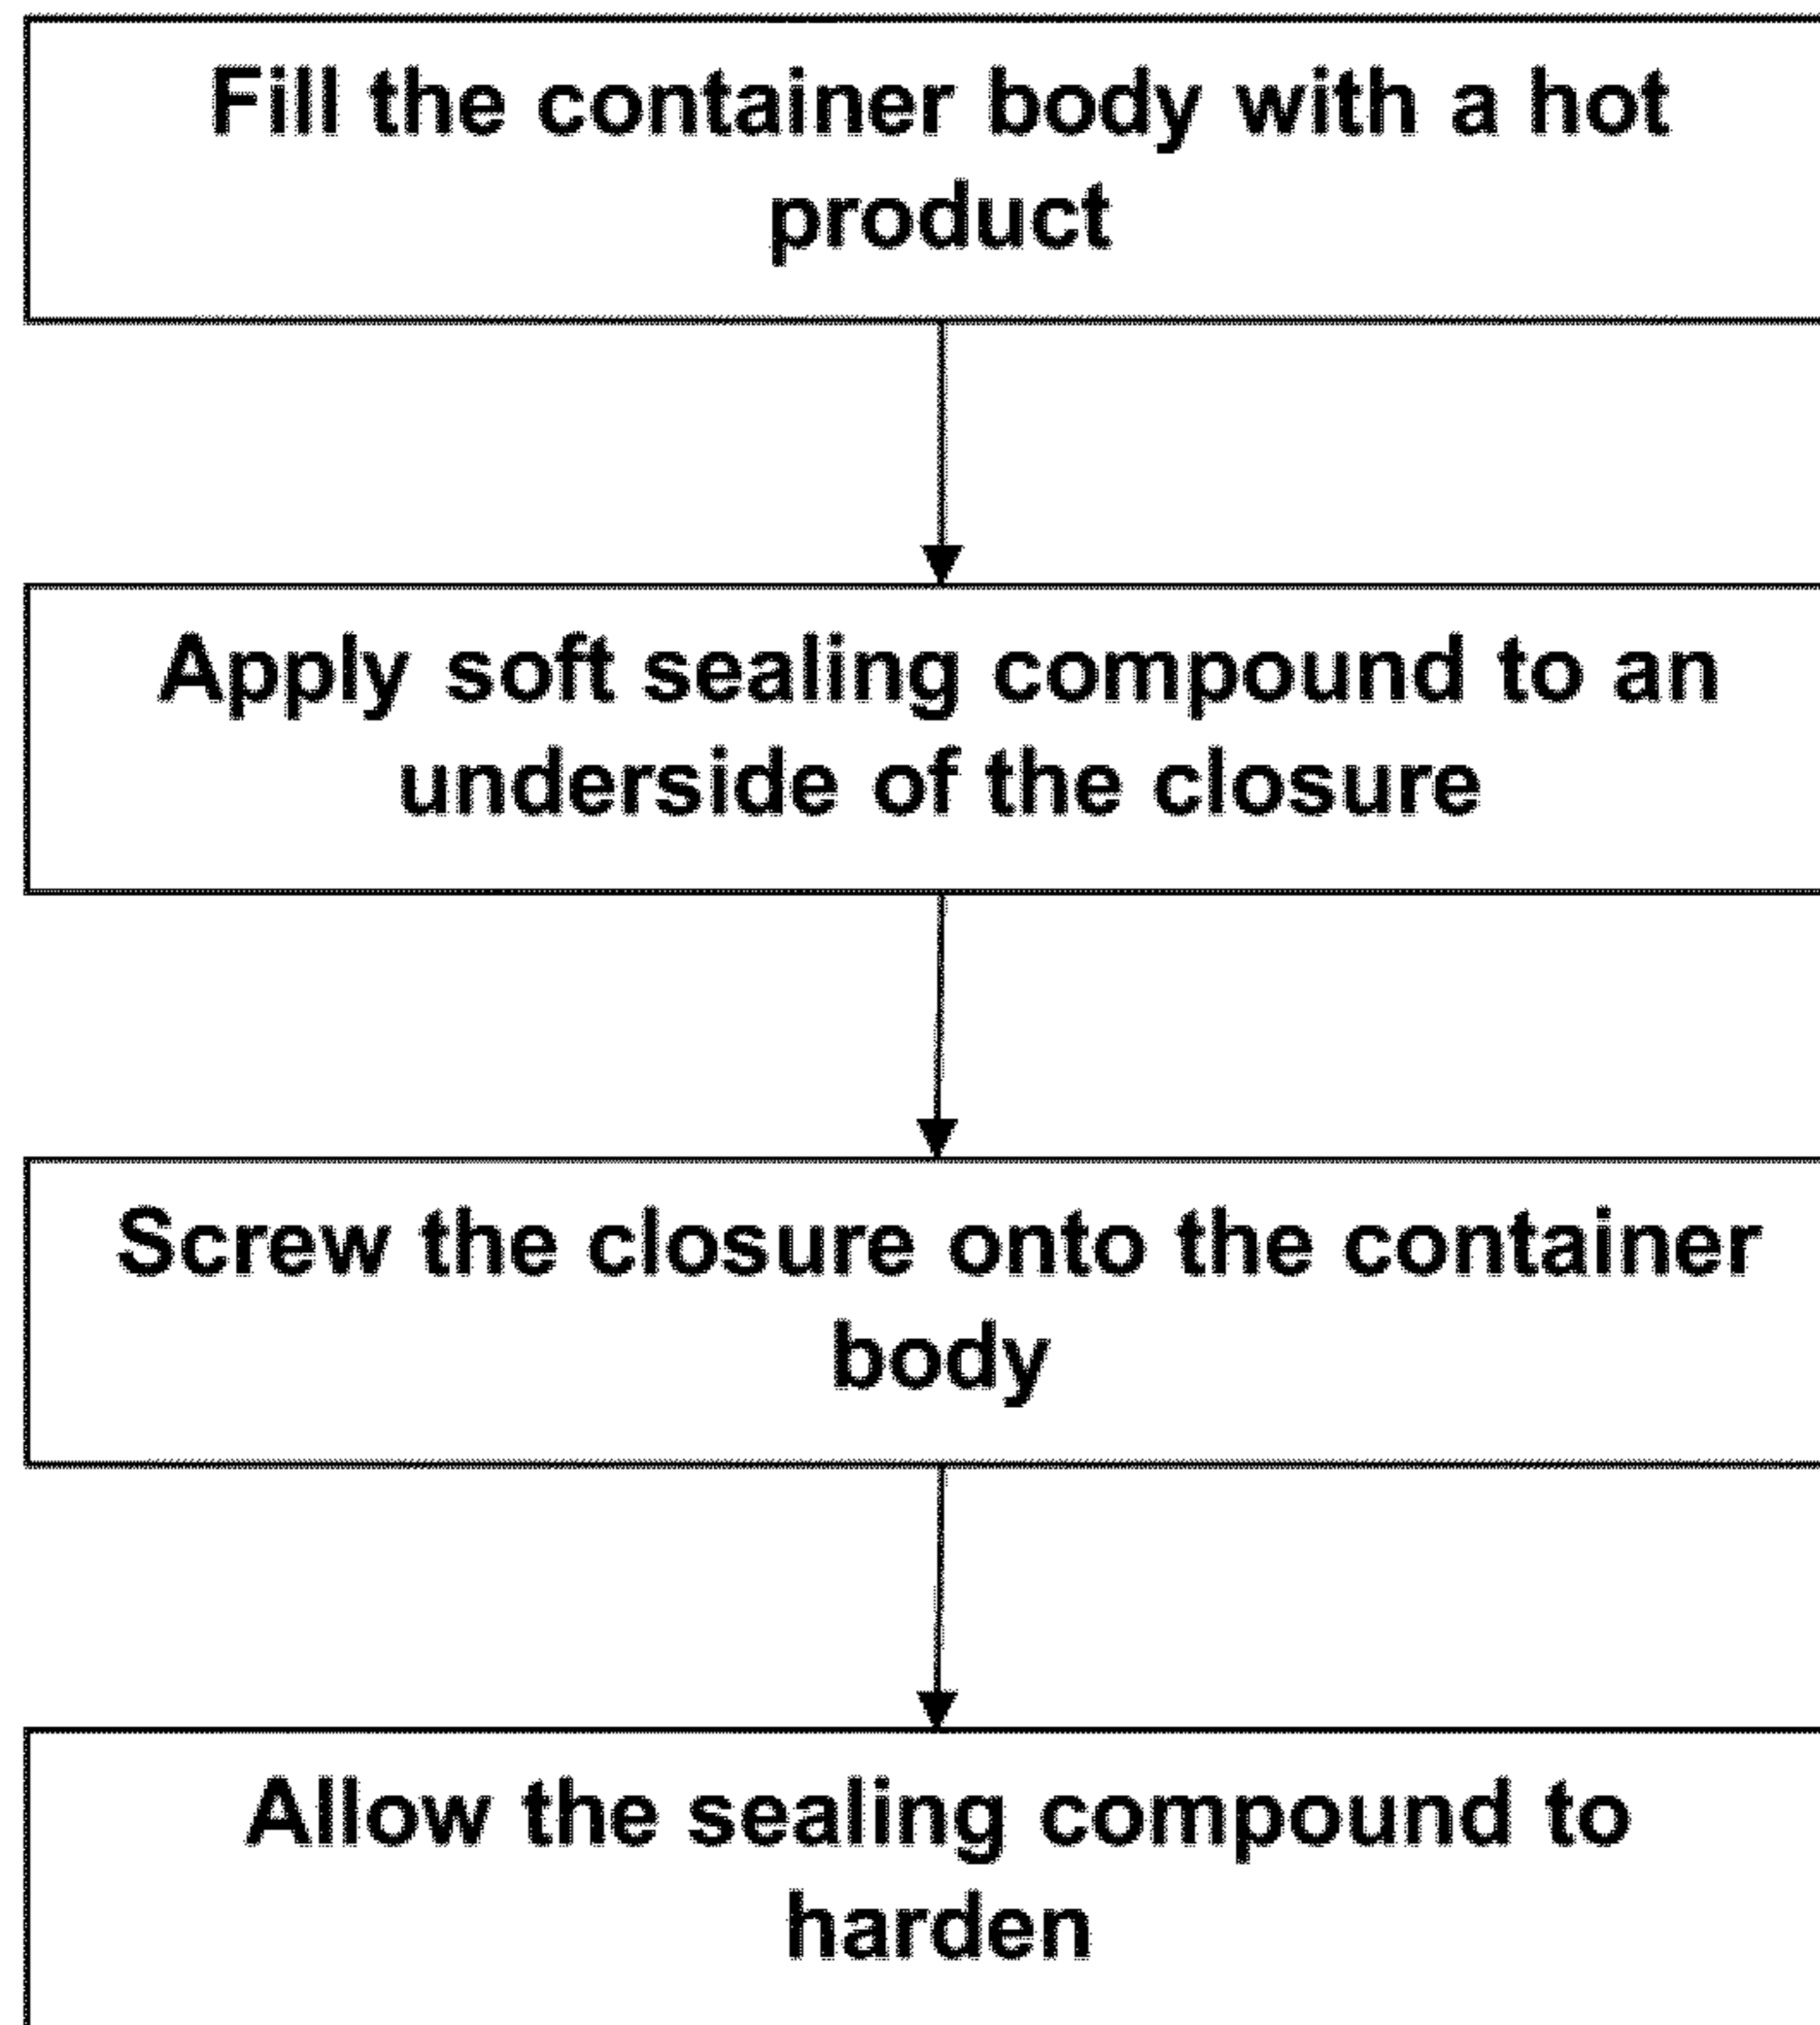 Fill the container body with a hot
product
Apply soft sealing compound to an
underside of the closure
Screw the closure onto the container
body
Allow the sealing compound to
harden